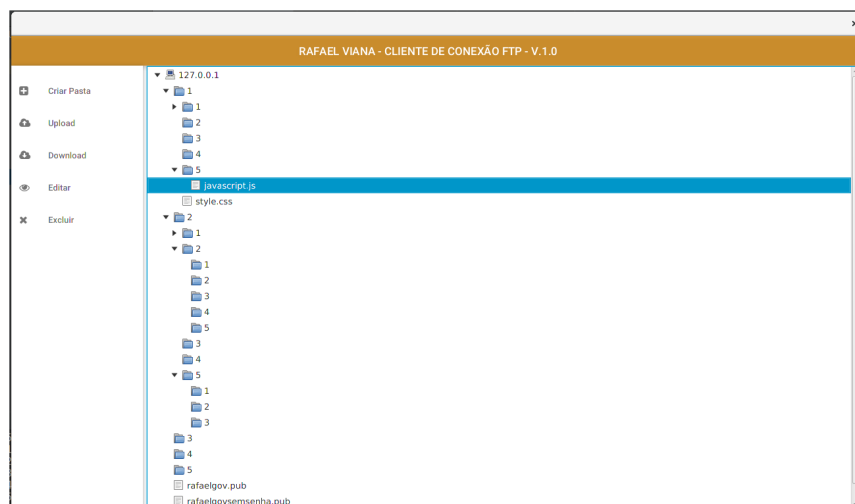 RAFAEL VIANA - CLIENTE DE CONEXÃO FTP - V.1.0
Criar Pasta
Upload
Download
Editar
Excluir
127.0.0.1
1
1
2
3
4
5
javascript.js
style.css
2
1
2
1
2
3
4
5
3
4
5
1
2
3
3
4
5
rafaelgov.pub
rafaelgovsemsenha.pub